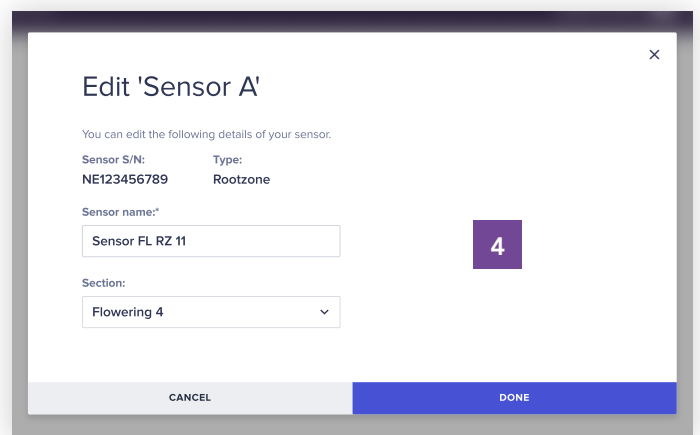 Edit 'Sensor A'
You can edit the following details of your sensor.
Sensor S/N: Type:
NE123456789 Rootzone
Sensor name:*
Sensor FL RZ 11
4
Section:
Flowering 4
CANCEL DONE